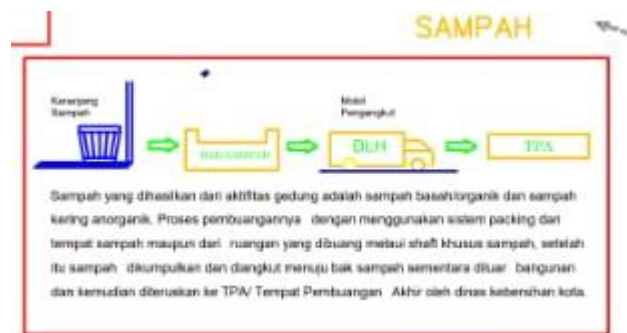 SAMPAH
Keranjang
Sampah
Mobil
Pengangkut
BAK SAMPAH
DLH
TPA
Sampah yang dihasilkan dari aktifitas gedung adalah sampah basah/organik dan sampah
kering anorganik. Proses pembuangannya dengan menggunakan sistem packing dari
tempat sampah maupun dari ruangan yang dibuang melaui shaft khusus sampah, setelah
itu sampah dikumpulkan dan diangkut menuju bak sampah sementara diluar bangunan
dan kemudian diteruskan ke TPA/ Tempat Pembuangan Akhir oleh dinas kebersihan kota.